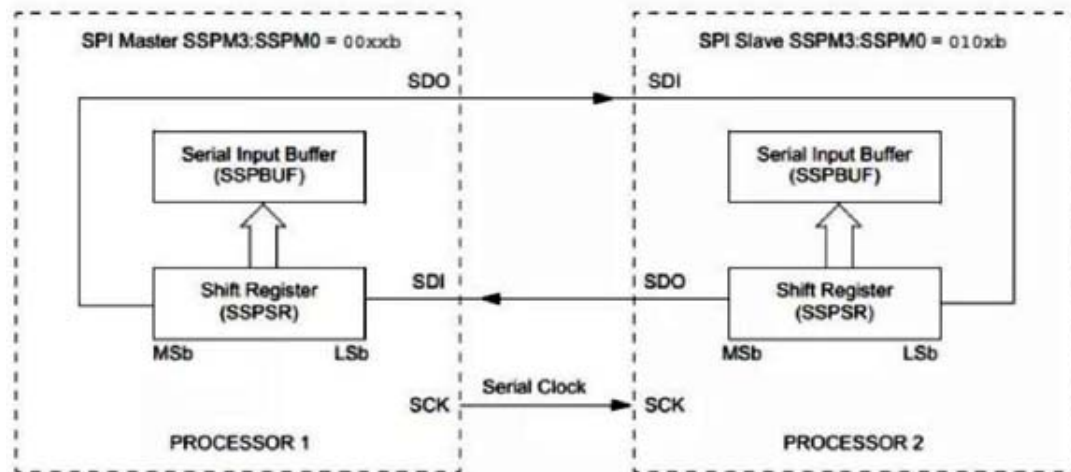 SPI Master SSPM3:SSPM0 = 00xxb
SPI Slave SSPM3:SSPM0 = 010xb
SDO
SDI
Serial Input Buffer
(SSPBUF)
Serial Input Buffer
(SSPBUF)
SDI
SDO
Shift Register
(SSPSR)
Shift Register
(SSPSR)
MSb
LSb
MSb
LSb
Serial Clock
SCK
SCK
PROCESSOR 1
PROCESSOR 2